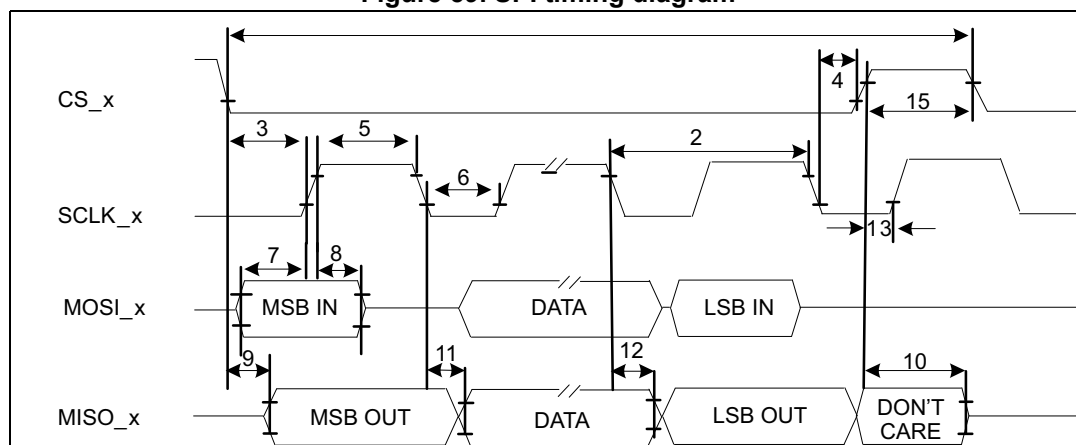 Figure SPI timing diagram
CS_x
4
15
3
5
2
6
SCLK_x
13
7
8
MOSI_x
MSB IN
DATA
LSB IN
9
11
12
10
MISO_x
MSB OUT
DATA
LSB OUT
DON'T
CARE